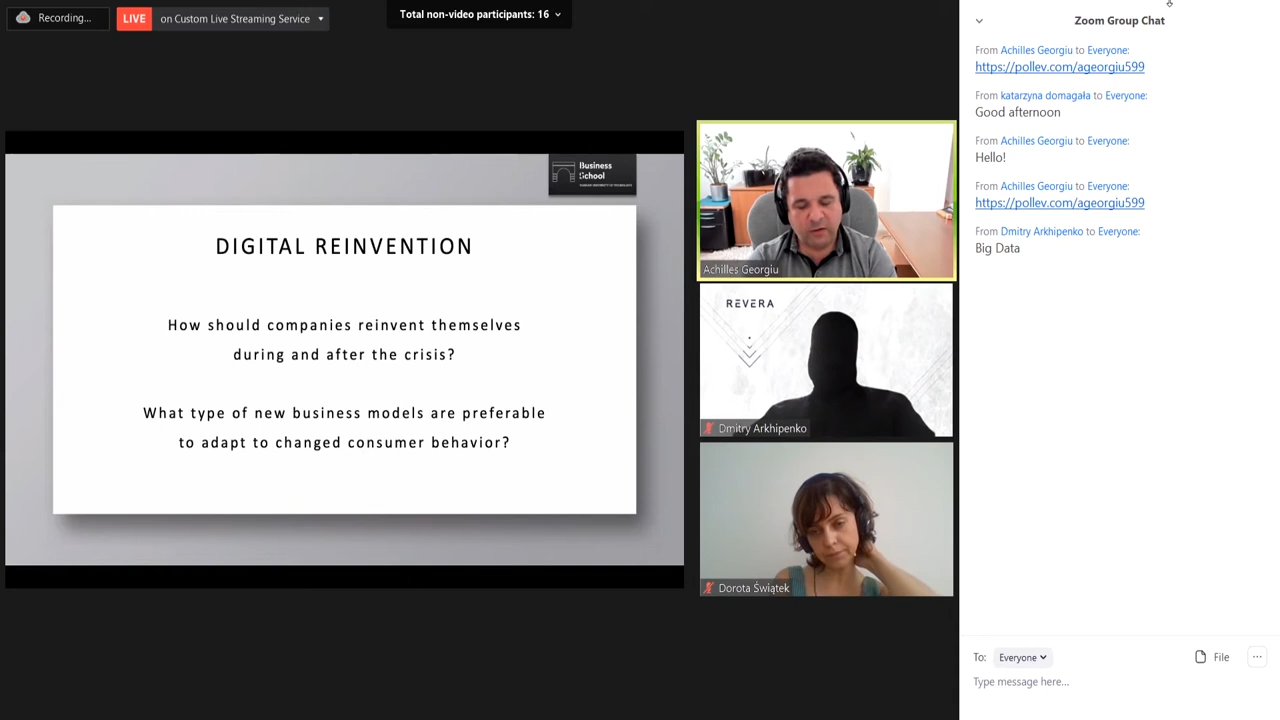 Recording...
LIVE on Custom Live Streaming Service
Total non-video participants: 16
Business
School
WARSAW UNIVERSITY OF TECHNOLOGY
DIGITAL REINVENTION
How should companies reinvent themselves
during and after the crisis?
What type of new business models are preferable
to adapt to changed consumer behavior?
Achilles Georgiu
REVERA
Dmitry Arkhipenko
Dorota Świątek
Zoom Group Chat
From Achilles Georgiu to Everyone:
https://pollev.com/ageorgiu599
From katarzyna domagała to Everyone:
Good afternoon
From Achilles Georgiu to Everyone:
Hello!
From Achilles Georgiu to Everyone:
https://pollev.com/ageorgiu599
From Dmitry Arkhipenko to Everyone:
Big Data
To: Everyone
File
Type message here...